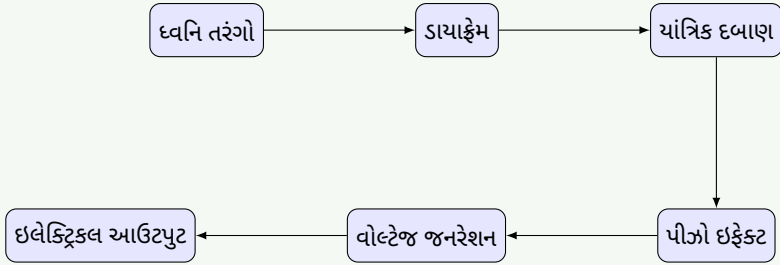 ધ્વનિ તરંગો
ડાયાફ્રેમ
યાંત્રિક દબાણ
પીઝો ઇફેક્ટ
વોલ્ટેજ જનરેશન
ઇલેક્ટ્રિકલ આઉટપુટ